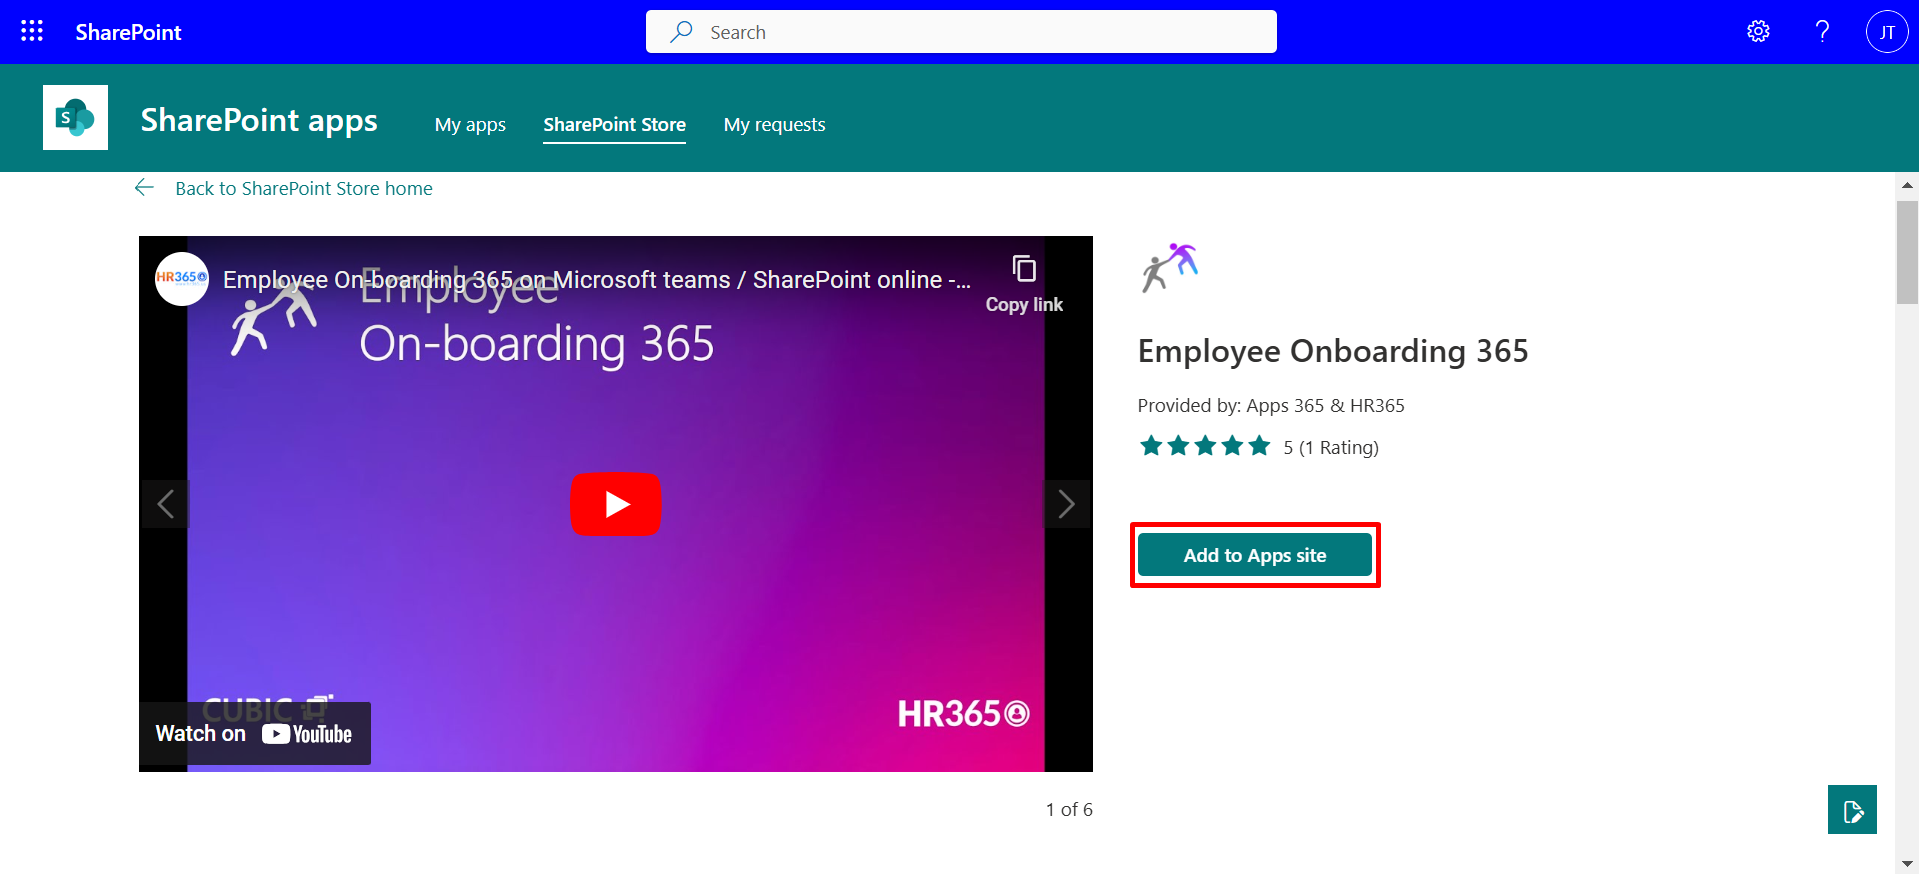 SharePoint
Search
?
JT
S
SharePoint apps
My apps
SharePoint Store
My requests
Back to SharePoint Store home
HR365
Employee On-boarding 365 on Microsoft teams / SharePoint online -...
Copy link
Employee
On-boarding 365
CUBIC
HR365
Watch on YouTube
1 of 6
Employee Onboarding 365
Provided by: Apps 365 & HR365
5 (1 Rating)
Add to Apps site